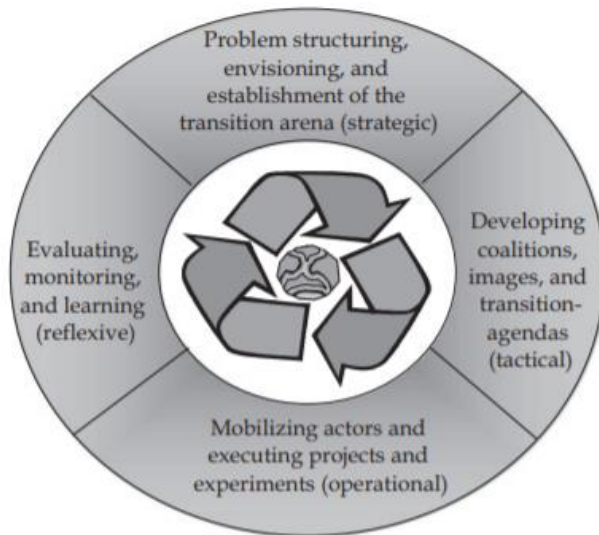 Problem structuring,
envisioning, and
establishment of the
transition arena (strategic)
Developing
coalitions,
images, and
transition-
agendas
(tactical)
Mobilizing actors and
executing projects and
experiments (operational)
Evaluating,
monitoring,
and learning
(reflexive)